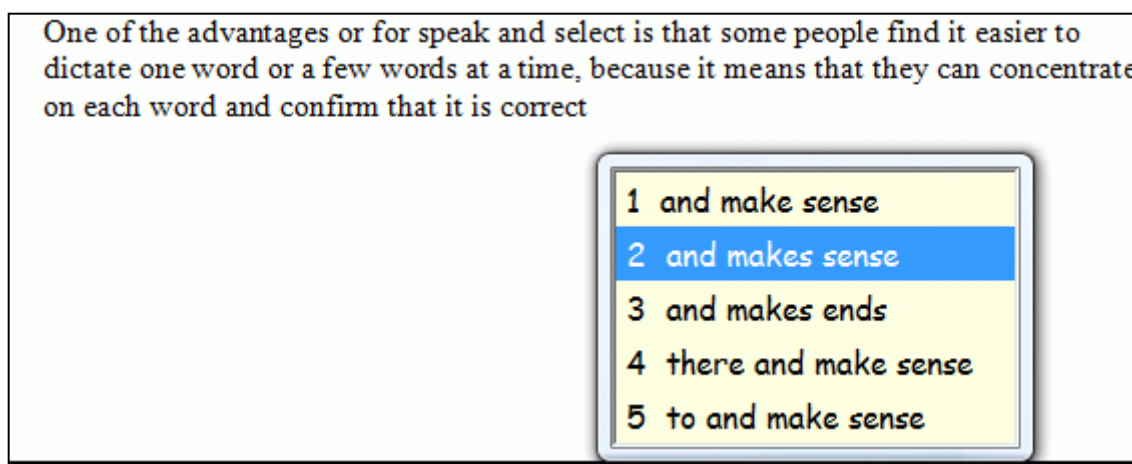 One of the advantages or for speak and select is that some people find it easier to
dictate one word or a few words at a time, because it means that they can concentrate
on each word and confirm that it is correct
1 and make sense
2 and makes sense
3 and makes ends
4 there and make sense
5 to and make sense